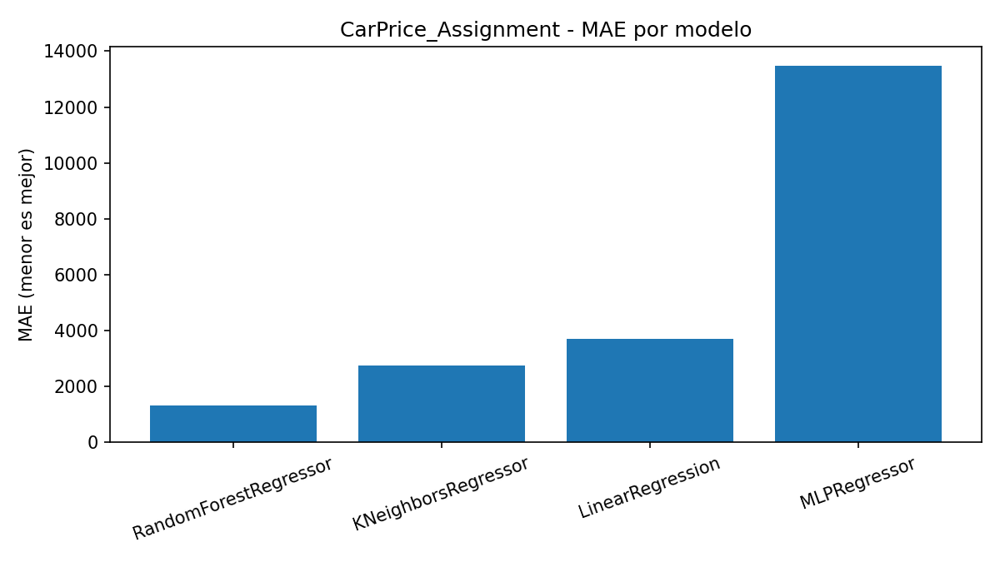 CarPrice_Assignment - MAE por modelo
MAE (menor es mejor)
14000
12000
10000
8000
6000
4000
2000
0
RandomForestRegressor
KNeighborsRegressor
LinearRegression
MLPRegressor